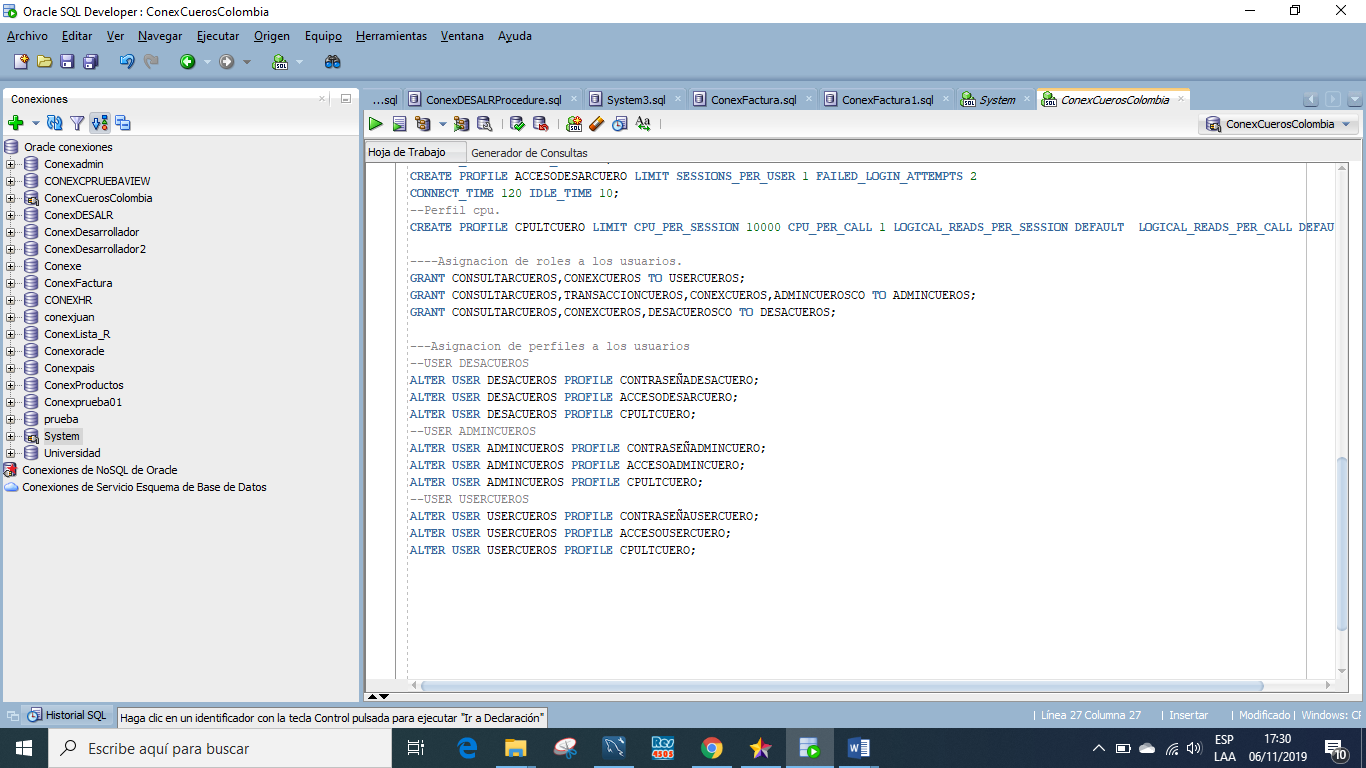 Oracle SQL Developer : ConexCuerosColombia
Archivo Editar Ver Navegar Ejecutar Origen Equipo Herramientas Ventana Ayuda
Conexiones
...sql ConexDESALRProcedure.sql System3.sql ConexFactura.sql ConexFactura1.sql System ConexCuerosColombia
ConexCuerosColombia
Hoja de Trabajo Generador de Consultas
Oracle conexiones
Conexadmin
CONEXCPRUEBAVIEW
ConexCuerosColombia
ConexDESALR
ConexDesarrollador
ConexDesarrollador2
Conexe
ConexFactura
CONEXHR
conexjuan
ConexLista_R
Conexoracle
Conexpais
ConexProductos
Conexprueba01
prueba
System
Universidad
Conexiones de NoSQL de Oracle
Conexiones de Servicio Esquema de Base de Datos
CREATE PROFILE ACCESODESARCUERO LIMIT SESSIONS_PER_USER 1 FAILED_LOGIN_ATTEMPTS 2
CONNECT_TIME 120 IDLE_TIME 10;
--Perfil cpu.
CREATE PROFILE CPULTCUERO LIMIT CPU_PER_SESSION 10000 CPU_PER_CALL 1 LOGICAL_READS_PER_SESSION DEFAULT LOGICAL_READS_PER_CALL DEFAU
----Asignacion de roles a los usuarios.
GRANT CONSULTARCUEROS,CONEXCUEROS TO USERCUEROS;
GRANT CONSULTARCUEROS,TRANSACCIONCUEROS,CONEXCUEROS,ADMINCUEROSCO TO ADMINCUEROS;
GRANT CONSULTARCUEROS,CONEXCUEROS,DESACUEROSCO TO DESACUEROS;
---Asignacion de perfiles a los usuarios
--USER DESACUEROS
ALTER USER DESACUEROS PROFILE CONTRASEÑADESACUERO;
ALTER USER DESACUEROS PROFILE ACCESODESARCUERO;
ALTER USER DESACUEROS PROFILE CPULTCUERO;
--USER ADMINCUEROS
ALTER USER ADMINCUEROS PROFILE CONTRASEÑADMINCUERO;
ALTER USER ADMINCUEROS PROFILE ACCESOADMINCUERO;
ALTER USER ADMINCUEROS PROFILE CPULTCUERO;
--USER USERCUEROS
ALTER USER USERCUEROS PROFILE CONTRASEÑAUSERCUERO;
ALTER USER USERCUEROS PROFILE ACCESOUSERCUERO;
ALTER USER USERCUEROS PROFILE CPULTCUERO;
Historial SQL Haga clic en un identificador con la tecla Control pulsada para ejecutar "Ir a Declaración"
Línea 27 Columna 27 Insertar Modificado Windows: CF
Escribe aquí para buscar
ESP
LAA
17:30
06/11/2019
10